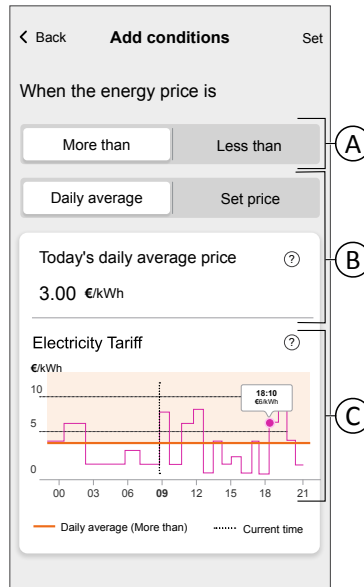 Back Add conditions Set
When the energy price is
More than Less than
A
Daily average Set price
Today's daily average price ?
B
3.00 €/kWh
Electricity Tariff ?
€/kWh
10
18:10
€6/kWh
C
5
0
00 03 06 09 12 15 18 21
Daily average (More than) Current time